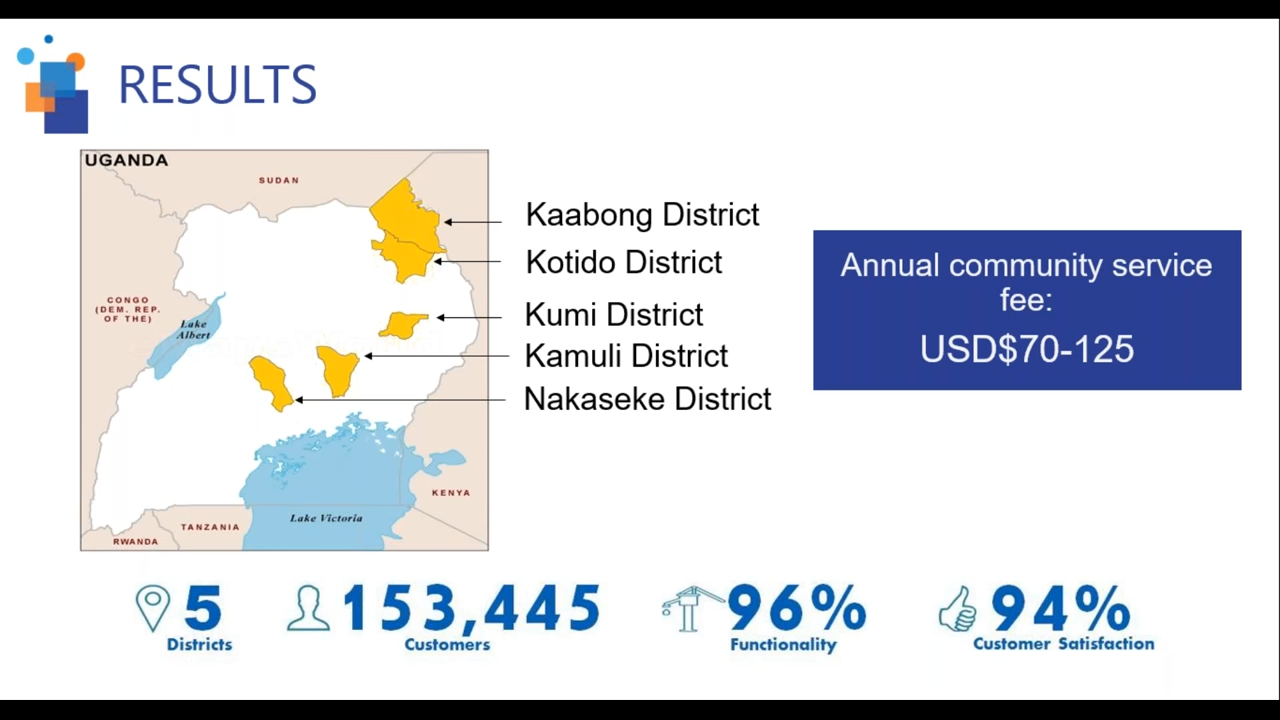 RESULTS
UGANDA
SUDAN
CONGO
(DEM. REP.
OF THE)
Lake
Albert
KENYA
Lake Victoria
TANZANIA
RWANDA
Kaabong District
Kotido District
Kumi District
Kamuli District
Nakaseke District
Annual community service
fee:
USD$70-125
5
Districts
153,445
Customers
96%
Functionality
94%
Customer Satisfaction